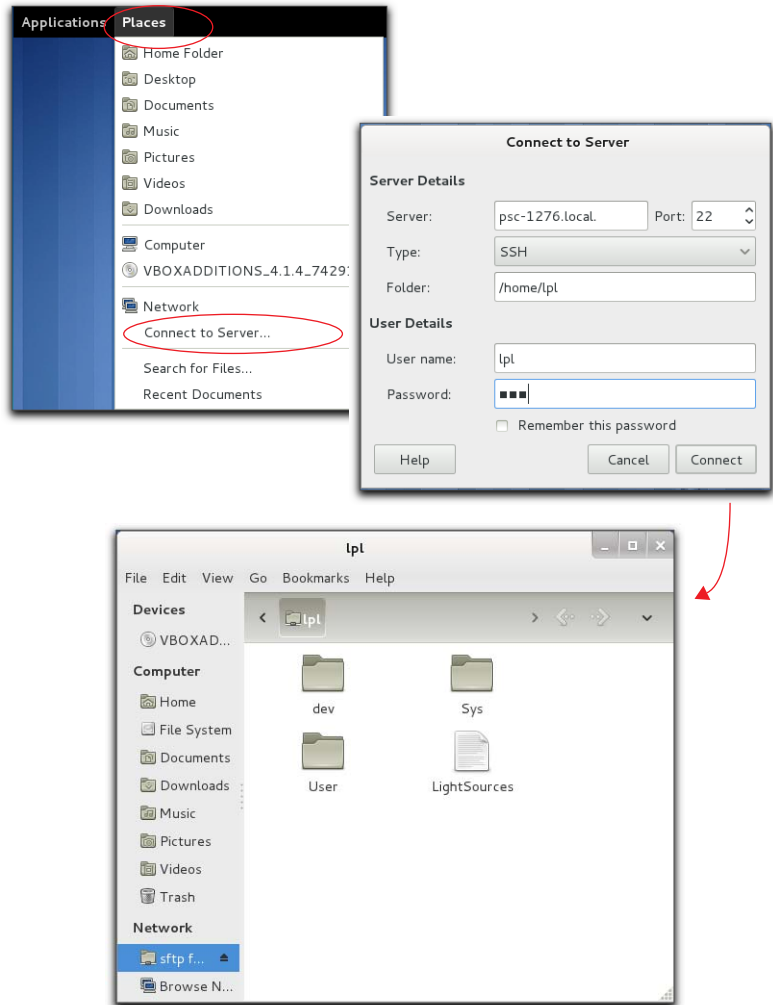 Applications Places
Home Folder
Desktop
Documents
Music
Pictures
Videos
Downloads
Computer
VBOXADDITIONS_4.1.4_7429
Network
Connect to Server...
Search for Files...
Recent Documents
Connect to Server
Server Details
Server: psc-1276.local. Port: 22
Type: SSH
Folder: /home/lpl
User Details
User name: lpl
Password:
Remember this password
Help Cancel Connect
lpl
File Edit View Go Bookmarks Help
Devices
VBOXAD...
Computer
Home
File System
Documents
Downloads
Music
Pictures
Videos
Trash
Network
sftp f...
Browse N...
lpl
dev Sys
User LightSources